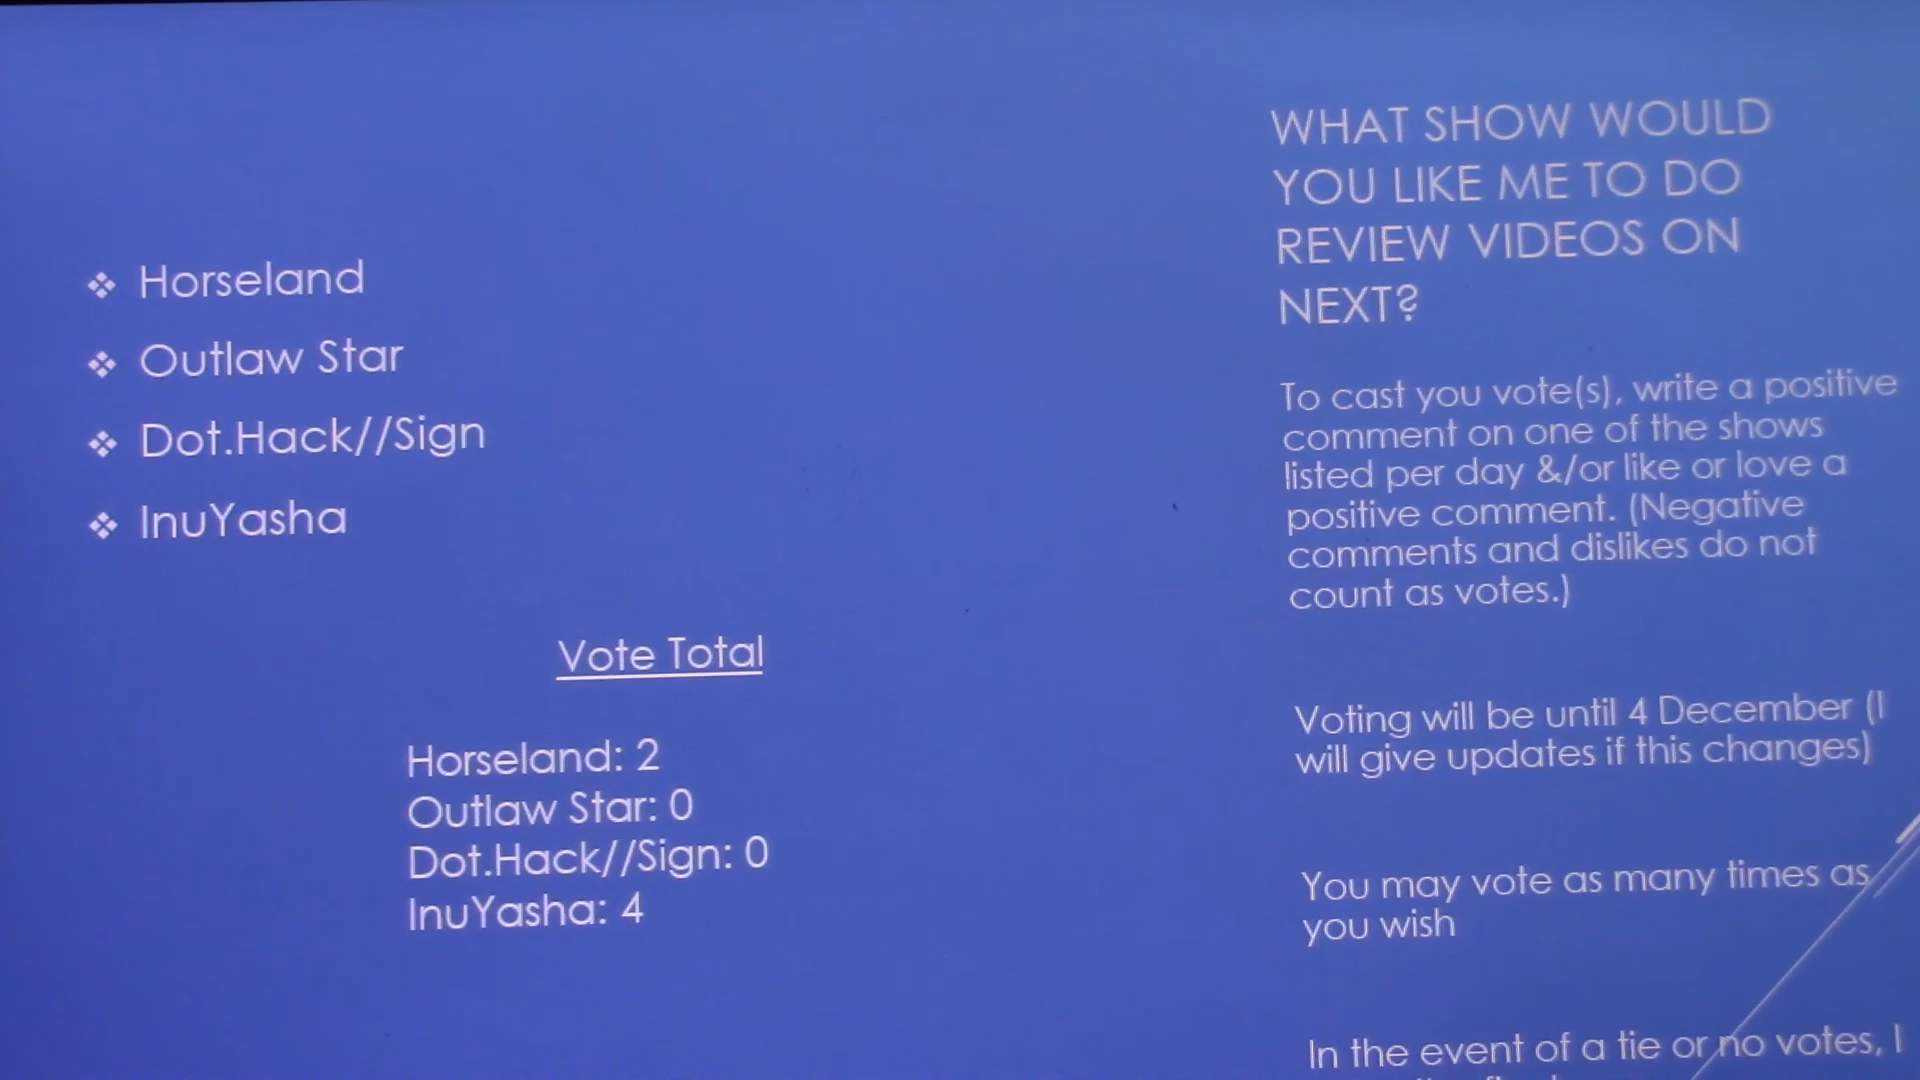 Horseland
Outlaw Star
Dot.Hack//Sign
InuYasha
Vote Total
Horseland: 2
Outlaw Star: 0
Dot.Hack//Sign: 0
InuYasha: 4
WHAT SHOW WOULD
YOU LIKE ME TO DO
REVIEW VIDEOS ON
NEXT?
To cast you vote(s), write a positive
comment on one of the shows
listed per day &/or like or love a
positive comment. (Negative
comments and dislikes do not
count as votes.)
Voting will be until 4 December (I
will give updates if this changes)
You may vote as many times as
you wish
In the event of a tie or no votes, I